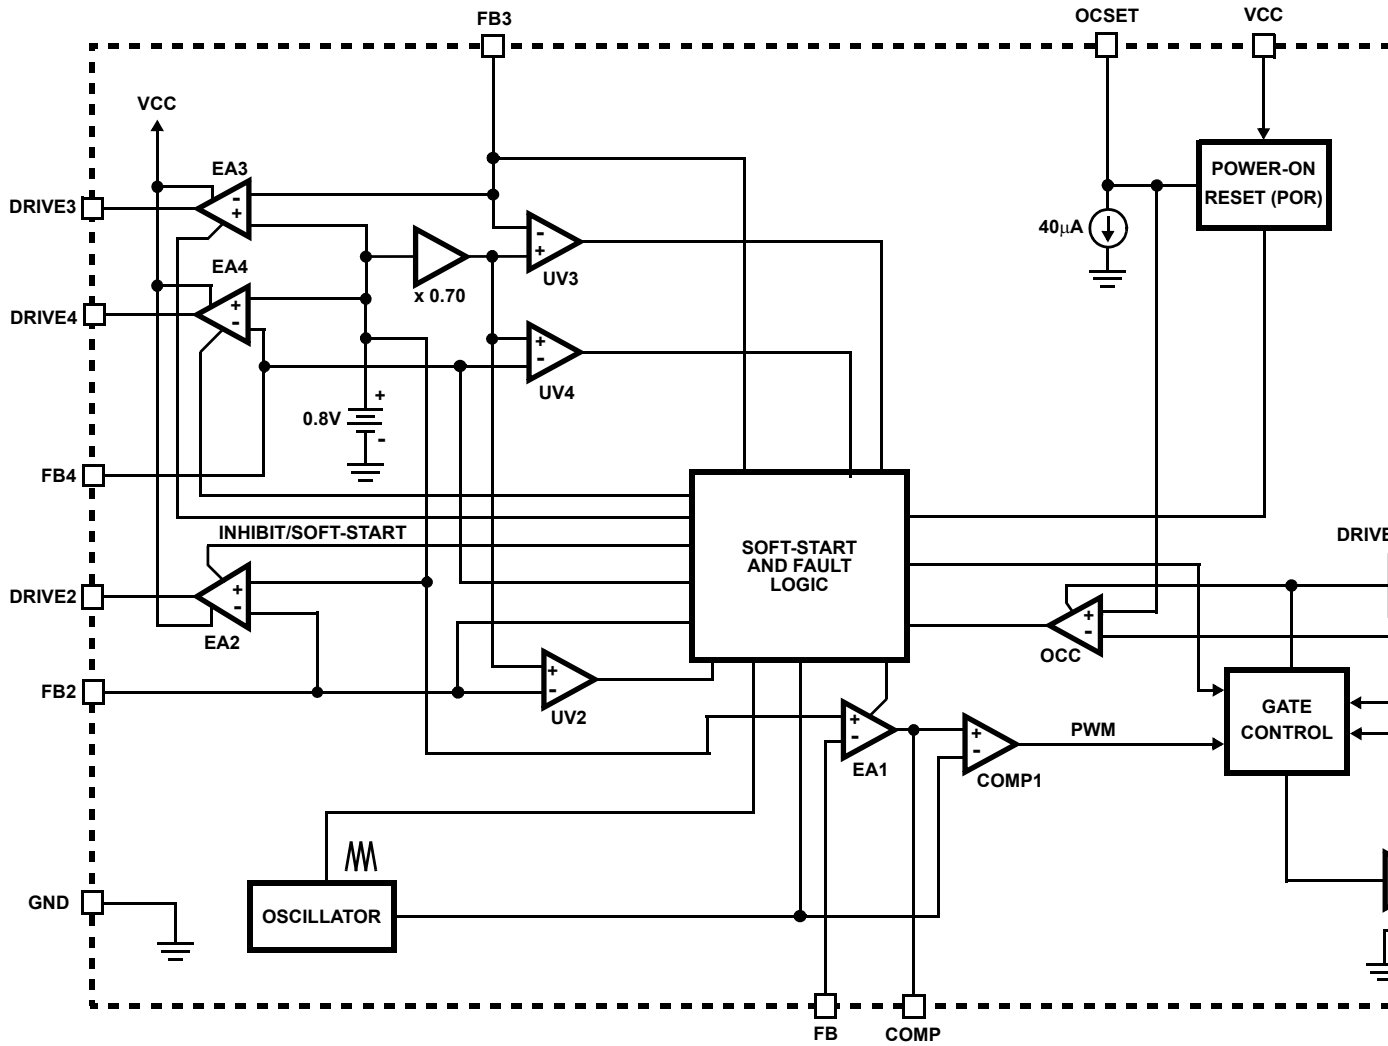 FB3
OCSET
VCC
VCC
EA3
DRIVE3
-
+
POWER-ON
RESET (POR)
40µA
EA4
-
+
UV3
x 0.70
DRIVE4
+
-
+
-
UV4
0.8V
+
-
FB4
INHIBIT/SOFT-START
SOFT-START
AND FAULT
LOGIC
DRIVE
DRIVE2
+
-
EA2
+
-
OCC
FB2
+
-
UV2
GATE
CONTROL
+
-
EA1
+
-
COMP1
PWM
GND
OSCILLATOR
FB
COMP